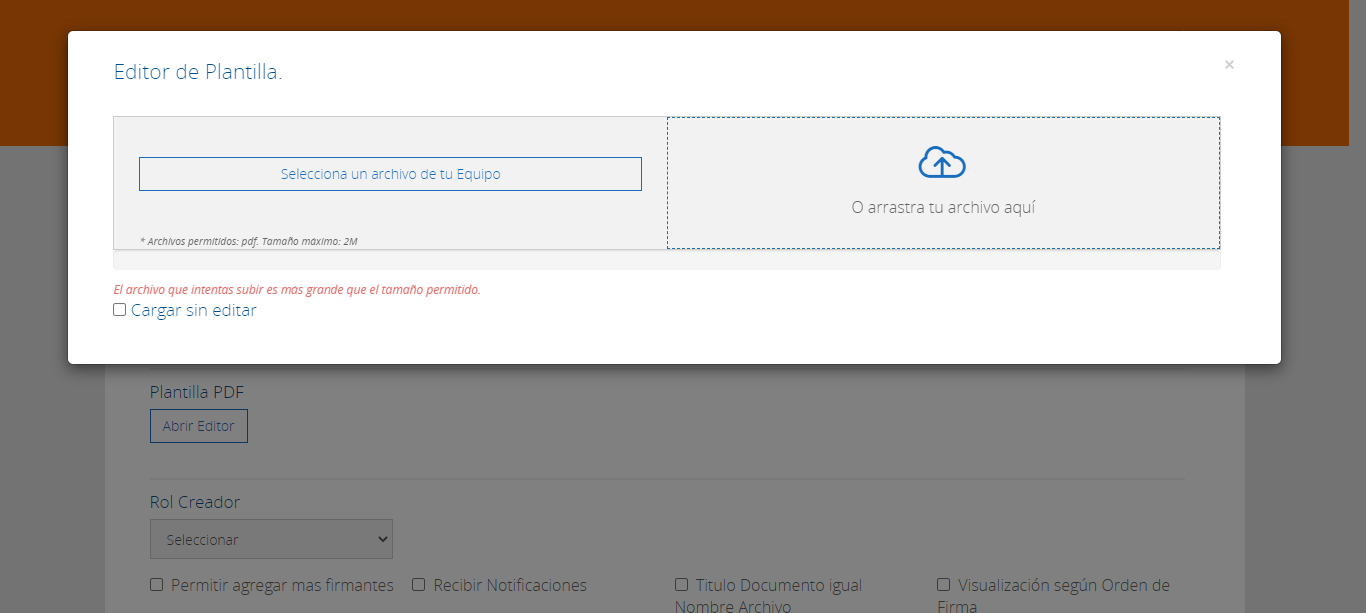 Editor de Plantilla.
×
Selecciona un archivo de tu Equipo
O arrastra tu archivo aquí
* Archivos permitidos: pdf. Tamaño máximo: 2M
El archivo que intentas subir es más grande que el tamaño permitido.
Cargar sin editar
Plantilla PDF
Abrir Editor
Rol Creador
Seleccionar
Permitir agregar mas firmantes
Recibir Notificaciones
Titulo Documento igual
Nombre Archivo
Visualización según Orden de
Firma